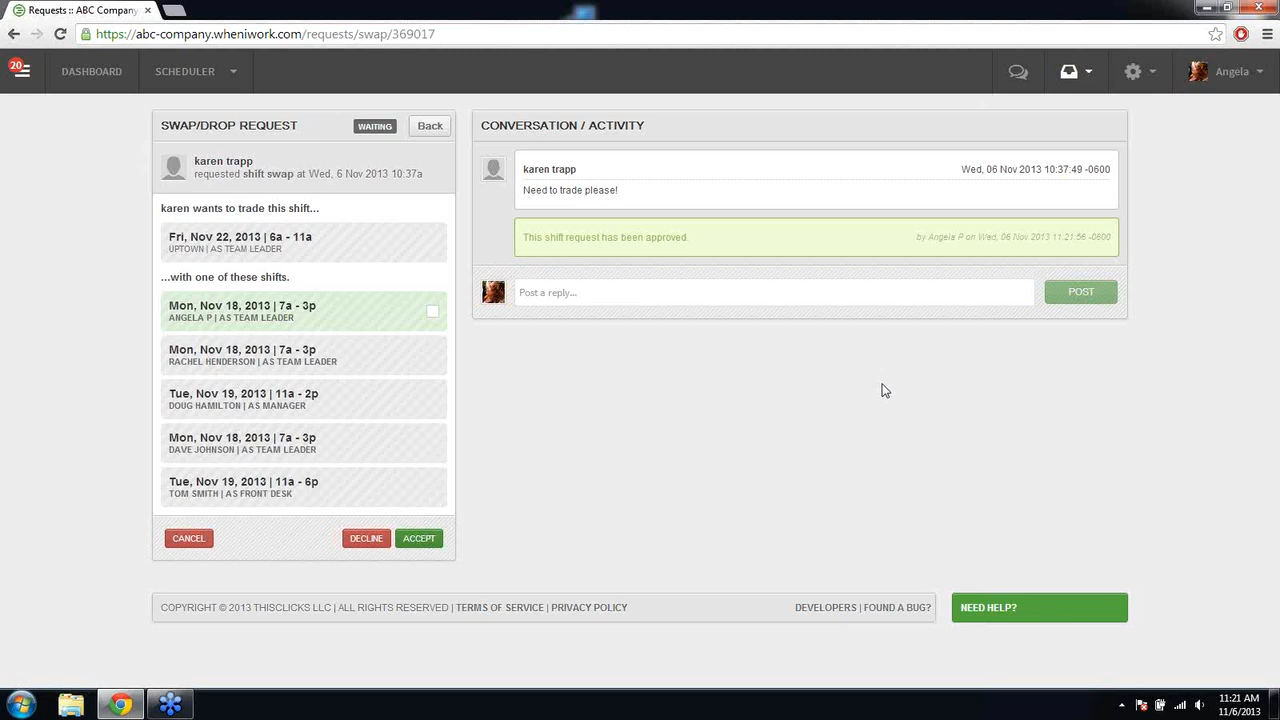 Requests :: ABC Company
https://abc-company.wheniwork.com/requests/swap/369017
20
DASHBOARD
SCHEDULER
Angela
SWAP/DROP REQUEST
WAITING
Back
karen trapp
requested shift swap at Wed, 6 Nov 2013 10:37a
karen wants to trade this shift...
Fri, Nov 22, 2013 | 6a - 11a
UPTOWN | AS TEAM LEADER
...with one of these shifts.
Mon, Nov 18, 2013 | 7a - 3p
ANGELA P | AS TEAM LEADER
Mon, Nov 18, 2013 | 7a - 3p
RACHEL HENDERSON | AS TEAM LEADER
Tue, Nov 19, 2013 | 11a - 2p
DOUG HAMILTON | AS MANAGER
Mon, Nov 18, 2013 | 7a - 3p
DAVE JOHNSON | AS TEAM LEADER
Tue, Nov 19, 2013 | 11a - 6p
TOM SMITH | AS FRONT DESK
CANCEL
DECLINE
ACCEPT
CONVERSATION / ACTIVITY
karen trapp
Wed, 06 Nov 2013 10:37:49 -0600
Need to trade please!
This shift request has been approved.
by Angela P on Wed, 06 Nov 2013 11:21:56 -0600
Post a reply...
POST
COPYRIGHT © 2013 THISCLICKS LLC | ALL RIGHTS RESERVED | TERMS OF SERVICE | PRIVACY POLICY
DEVELOPERS | FOUND A BUG?
NEED HELP?
11:21 AM
11/6/2013